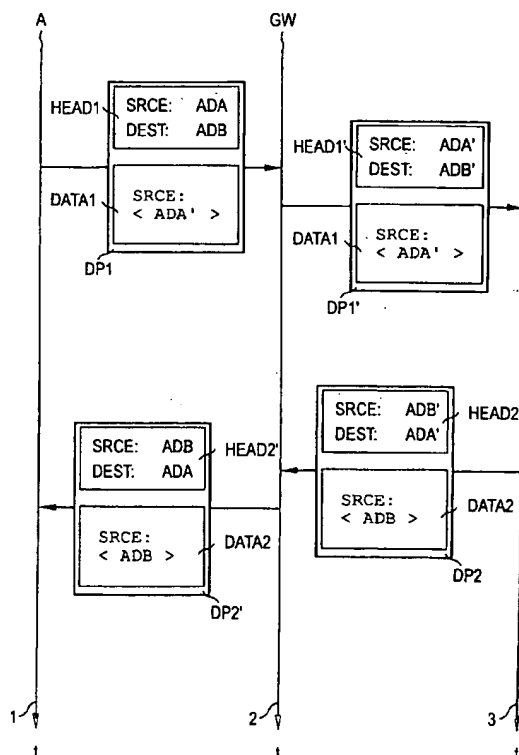 A
GW
HEAD1
SRCE: ADA
DEST: ADB
DATA1
SRCE:
< ADA' >
DP1
HEAD1'
SRCE: ADA'
DEST: ADB'
DATA1
SRCE:
< ADA' >
DP1'
SRCE: ADB
DEST: ADA
HEAD2'
SRCE:
< ADB >
DATA2
DP2'
SRCE: ADB'
DEST: ADA'
HEAD2
SRCE:
< ADB >
DATA2
DP2
1
2
3
t
t
t